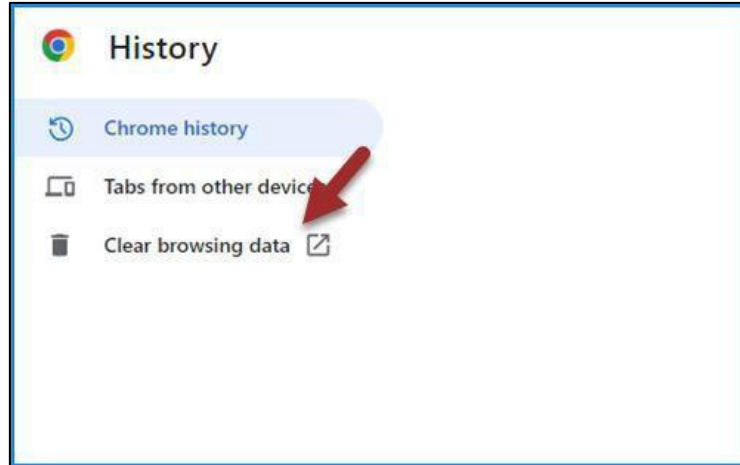 History
Chrome history
Tabs from other device
Clear browsing data